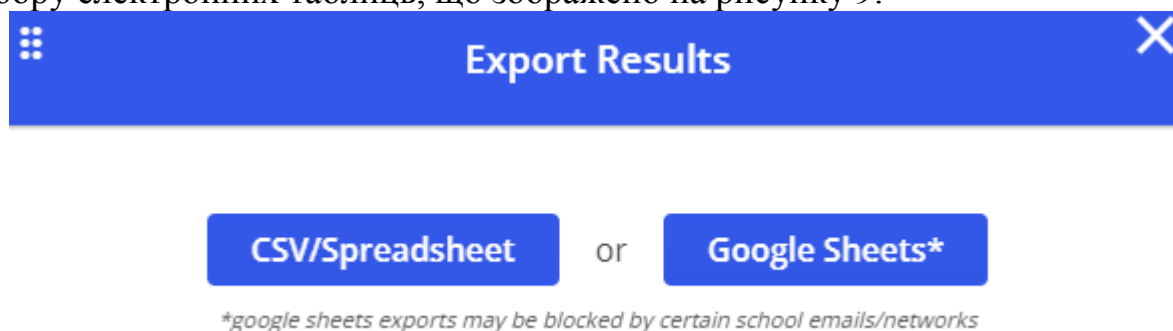 електронних таблиць, що зображено на рисунку 9.
Export Results
CSV/Spreadsheet or Google Sheets*
*google sheets exports may be blocked by certain school emails/networks